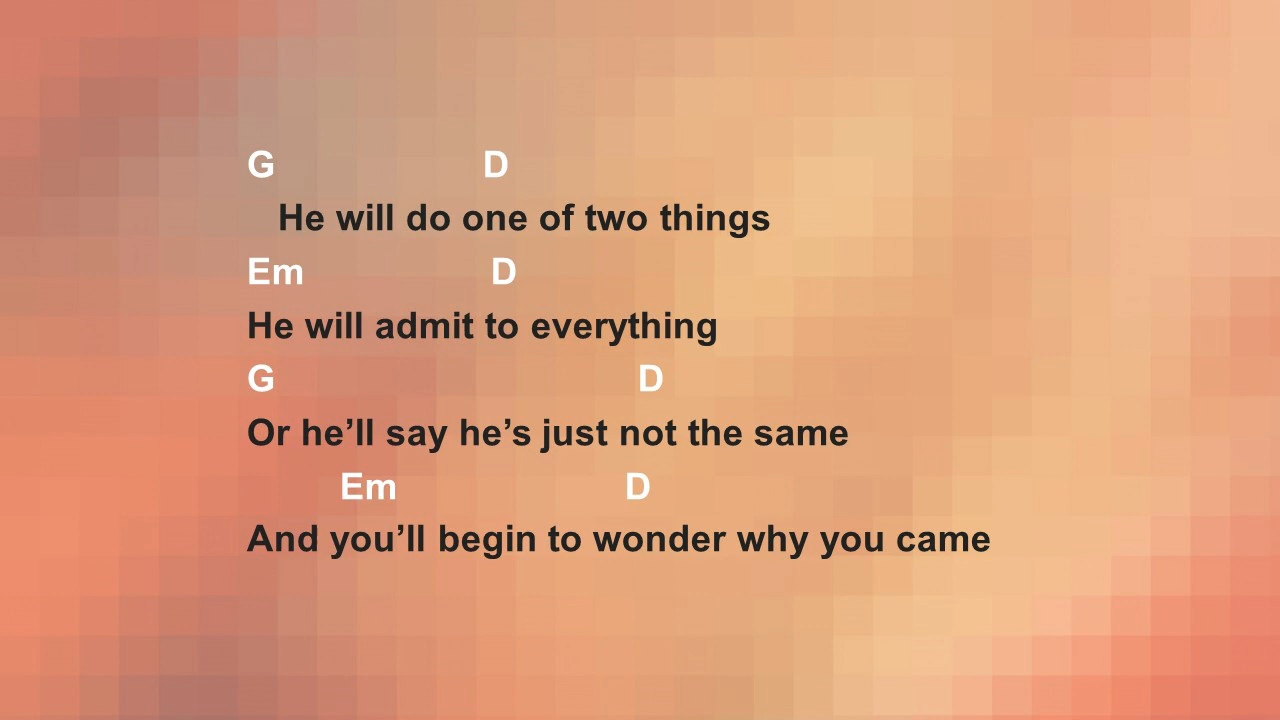 G D
He will do one of two things
Em D
He will admit to everything
G D
Or he’ll say he’s just not the same
Em D
And you’ll begin to wonder why you came